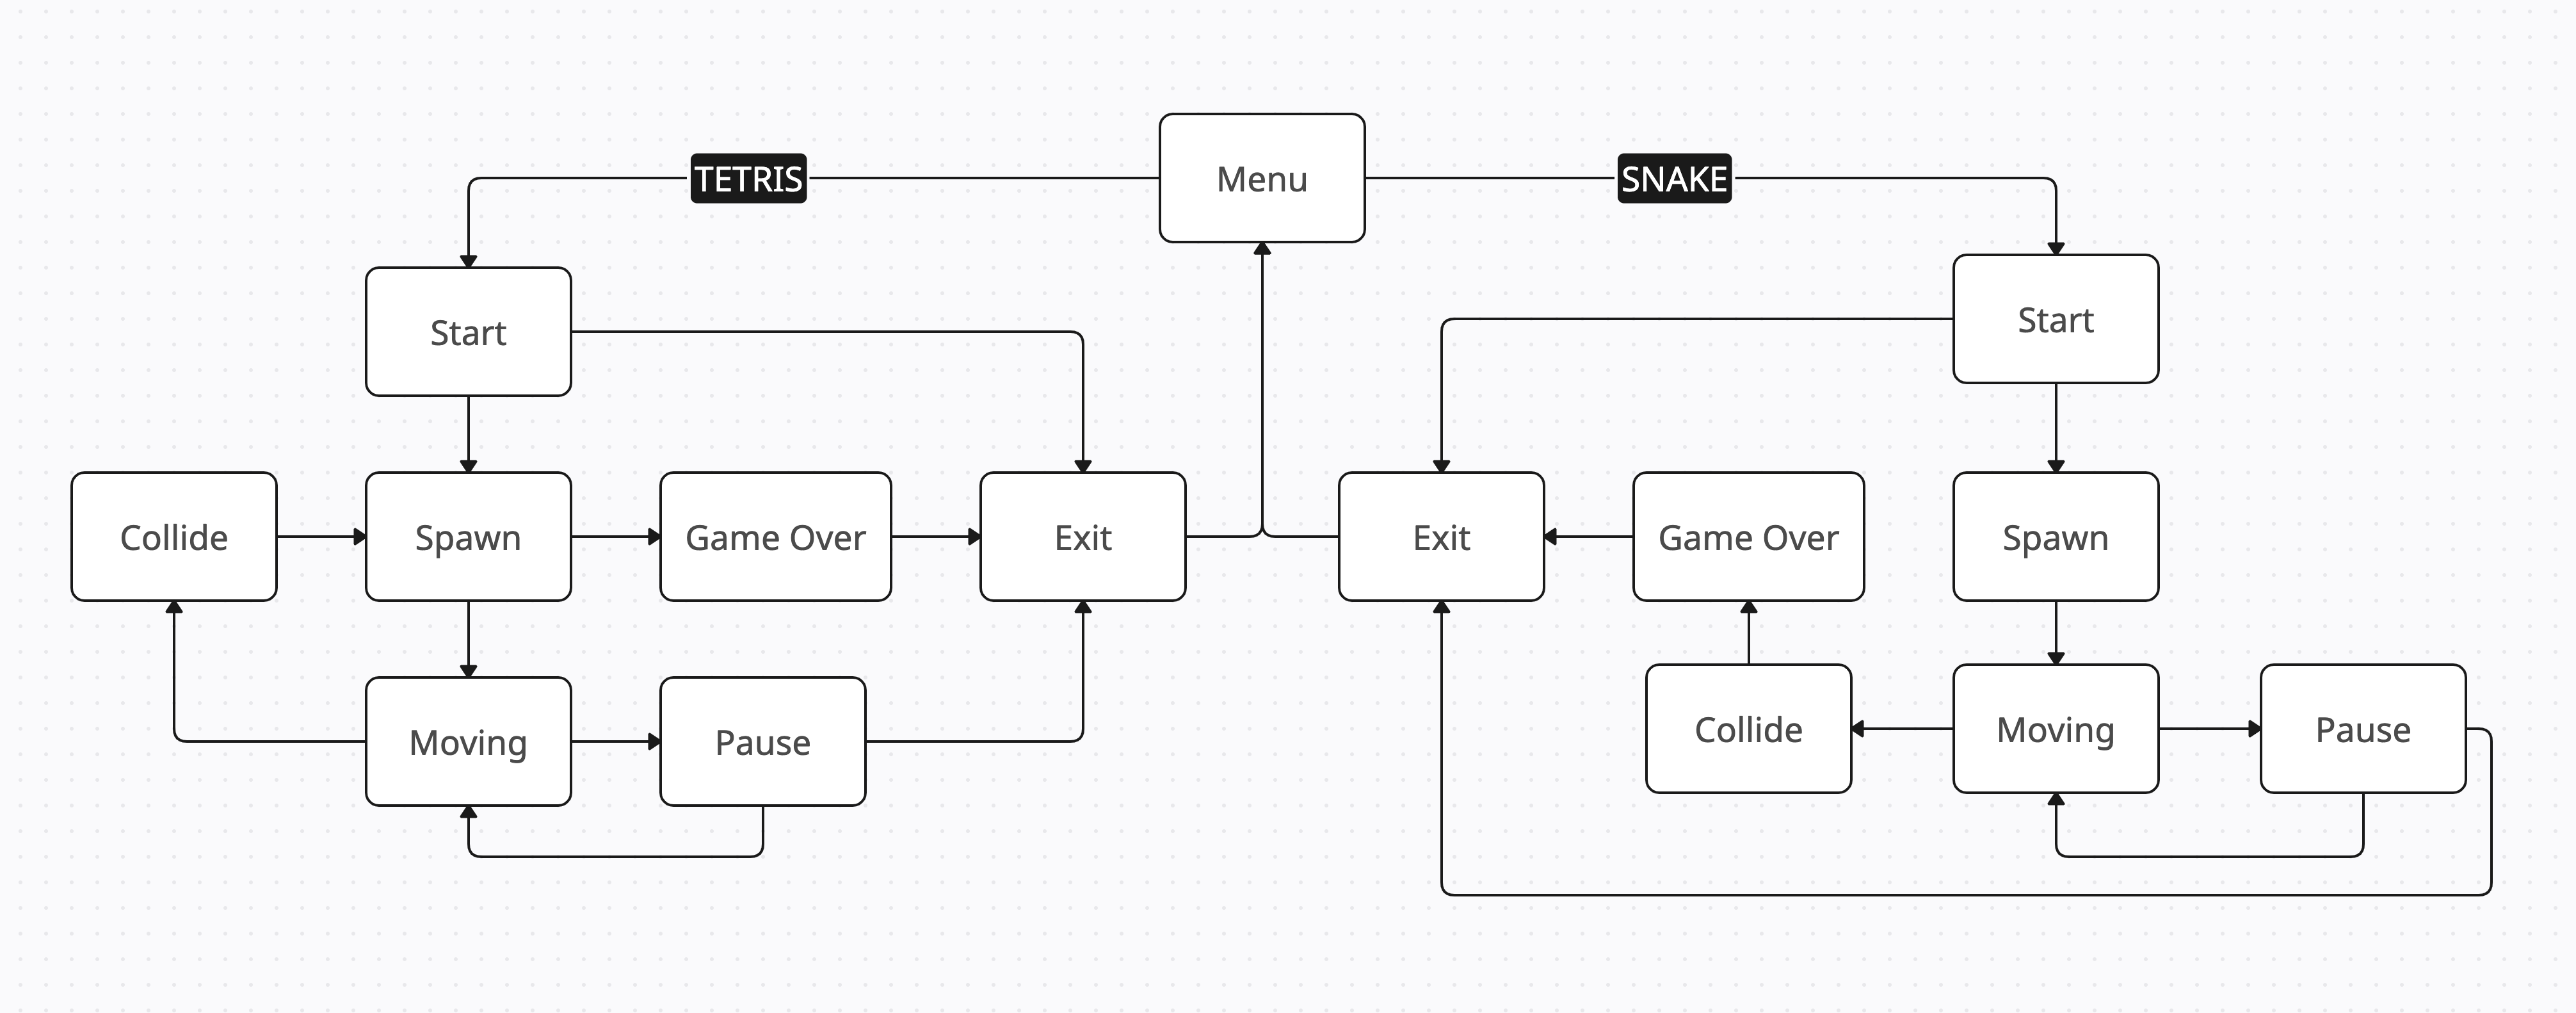 Menu
TETRIS
SNAKE
Start
Start
Collide
Spawn
Game Over
Exit
Exit
Game Over
Spawn
Moving
Pause
Collide
Moving
Pause